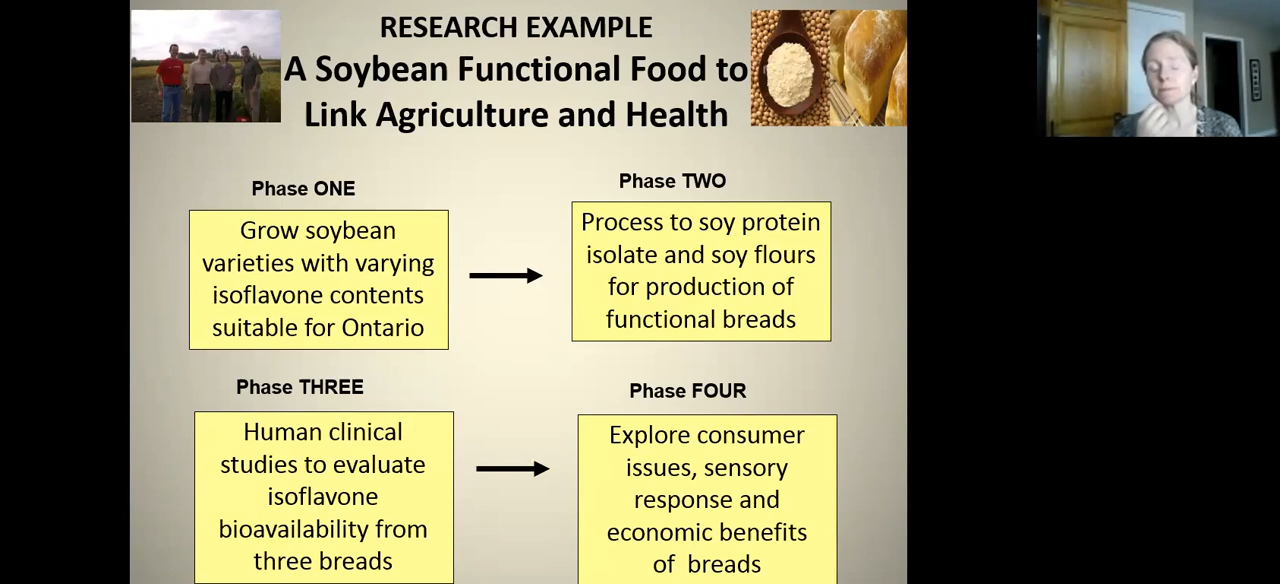 RESEARCH EXAMPLE
A Soybean Functional Food to
Link Agriculture and Health
Phase ONE
Grow soybean
varieties with varying
isoflavone contents
suitable for Ontario
Phase TWO
Process to soy protein
isolate and soy flours
for production of
functional breads
Phase THREE
Human clinical
studies to evaluate
isoflavone
bioavailability from
three breads
Phase FOUR
Explore consumer
issues, sensory
response and
economic benefits
of breads